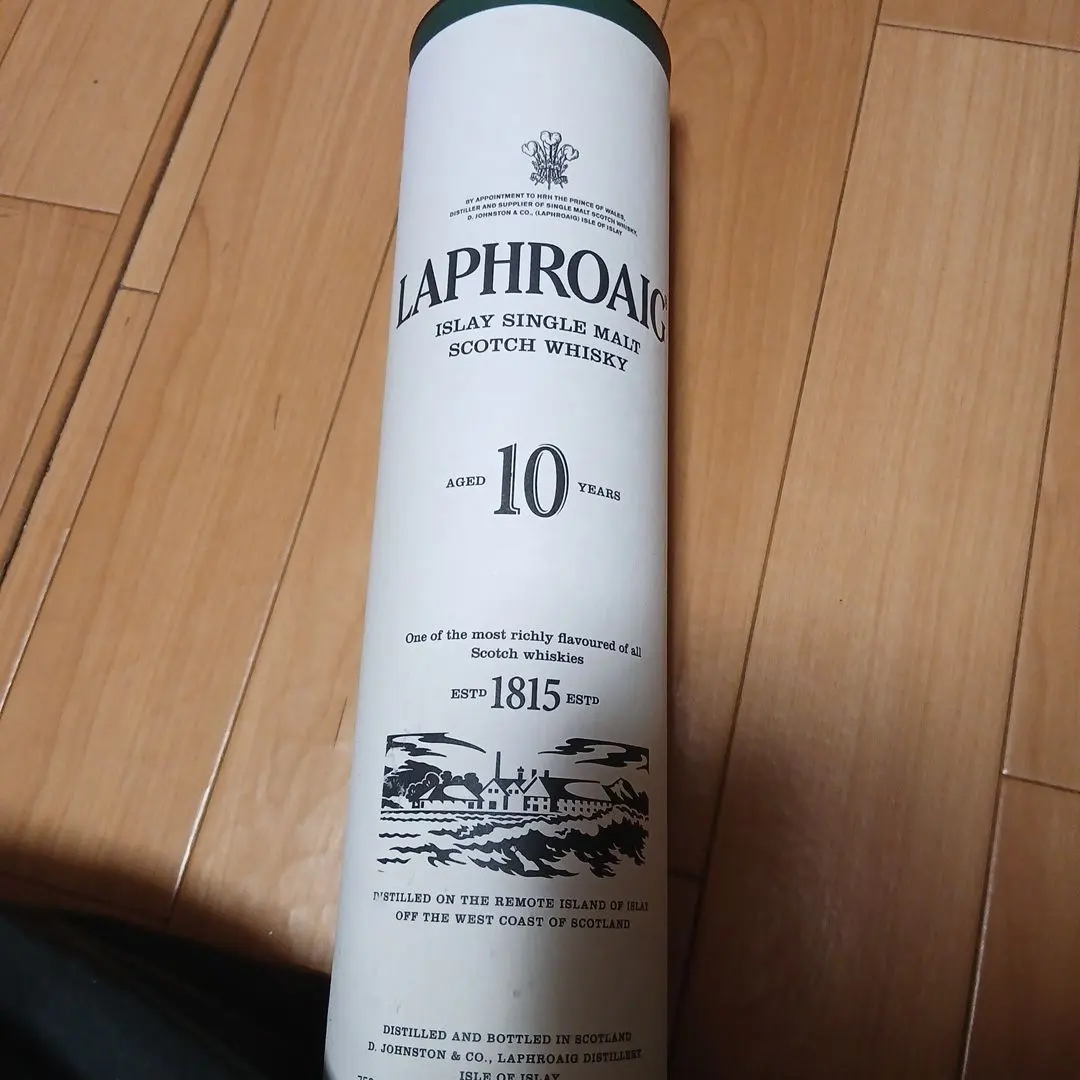 BY APPOINTMENT TO HRH THE PRINCE OF WALES,
DISTILLER AND SUPPLIER OF SINGLE MALT SCOTCH WHISKY,
D. JOHNSTON & CO., (LAPHROAIG) ISLE OF ISLAY
LAPHROAIG
ISLAY SINGLE MALT
SCOTCH WHISKY
AGED 10 YEARS
One of the most richly flavoured of all
Scotch whiskies
ESTD 1815 ESTD
DISTILLED ON THE REMOTE ISLAND OF ISLAY
OFF THE WEST COAST OF SCOTLAND
DISTILLED AND BOTTLED IN SCOTLAND
D. JOHNSTON & CO., LAPHROAIG DISTILLERY,
ISLE OF ISLAY